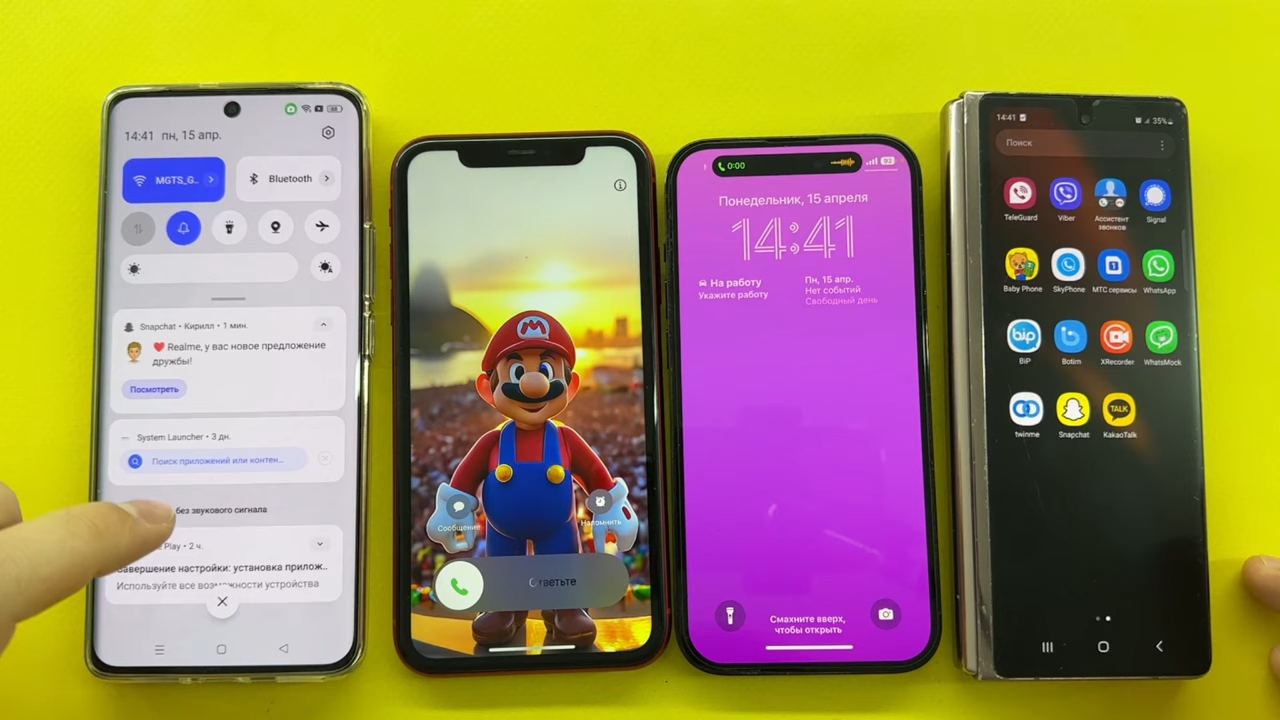 14:41 пн, 15 апр.
MGTS_G..
Bluetooth
Snapchat • Кирилл • 1 мин.
❤️ Realme, у вас новое предложение
дружбы!
Посмотреть
System Launcher • 3 дн.
Поиск приложений или контен...
без звукового сигнала
Play • 2 ч.
Завершение настройки: установка прилож..
Используйте все возможности устройства
M
Сообщение
Напомнить
Ответьте
0:00
92
Понедельник, 15 апреля
14:41
На работу
Укажите работу
Пн, 15 апр.
Нет событий
Свободный день
Смахните вверх,
чтобы открыть
14:41
35%
Поиск
TeleGuard
Viber
Ассистент
звонков
Signal
Baby Phone
SkyPhone
МТС сервисы
WhatsApp
bip
BiP
Botim
XRecorder
WhatsMock
TALK
twinme
Snapchat
KakaoTalk